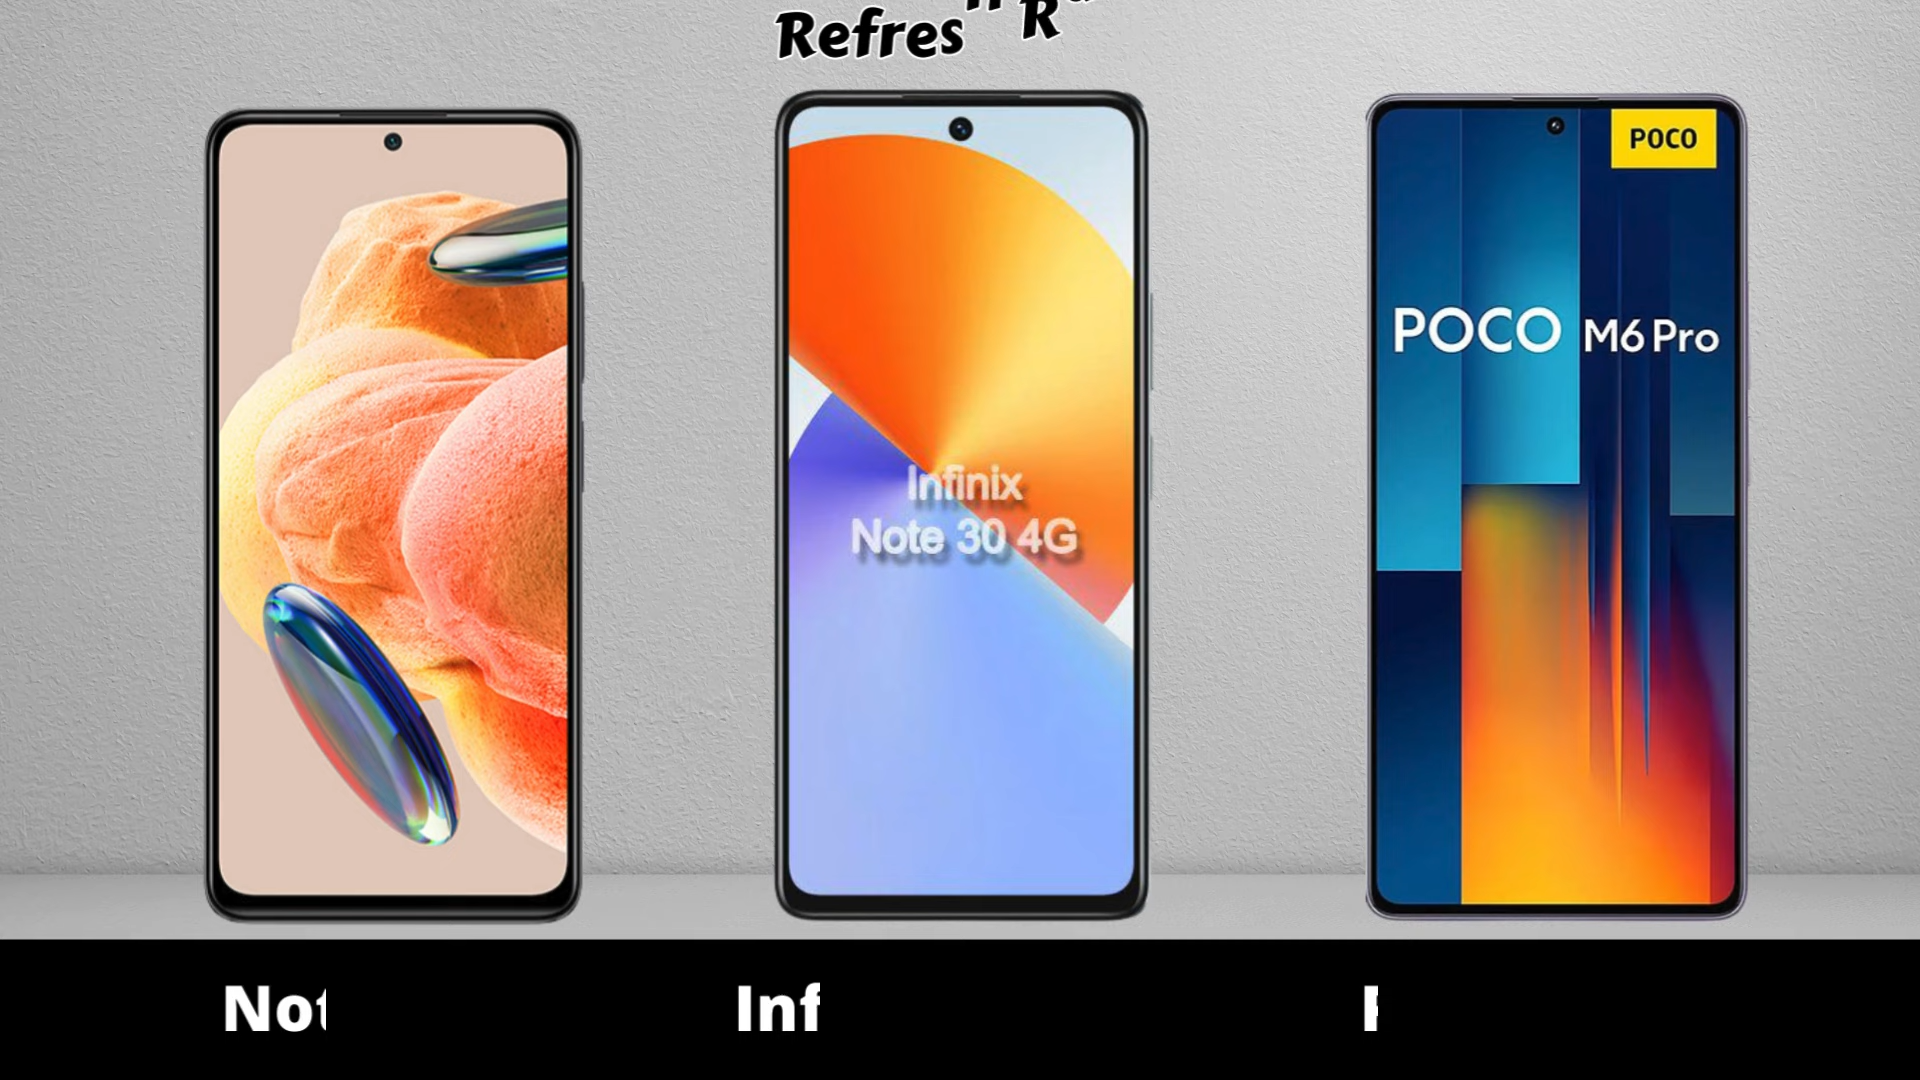 Refres
POCO
POCO M6 Pro
Infinix
Note 30 4G
Not
Inf